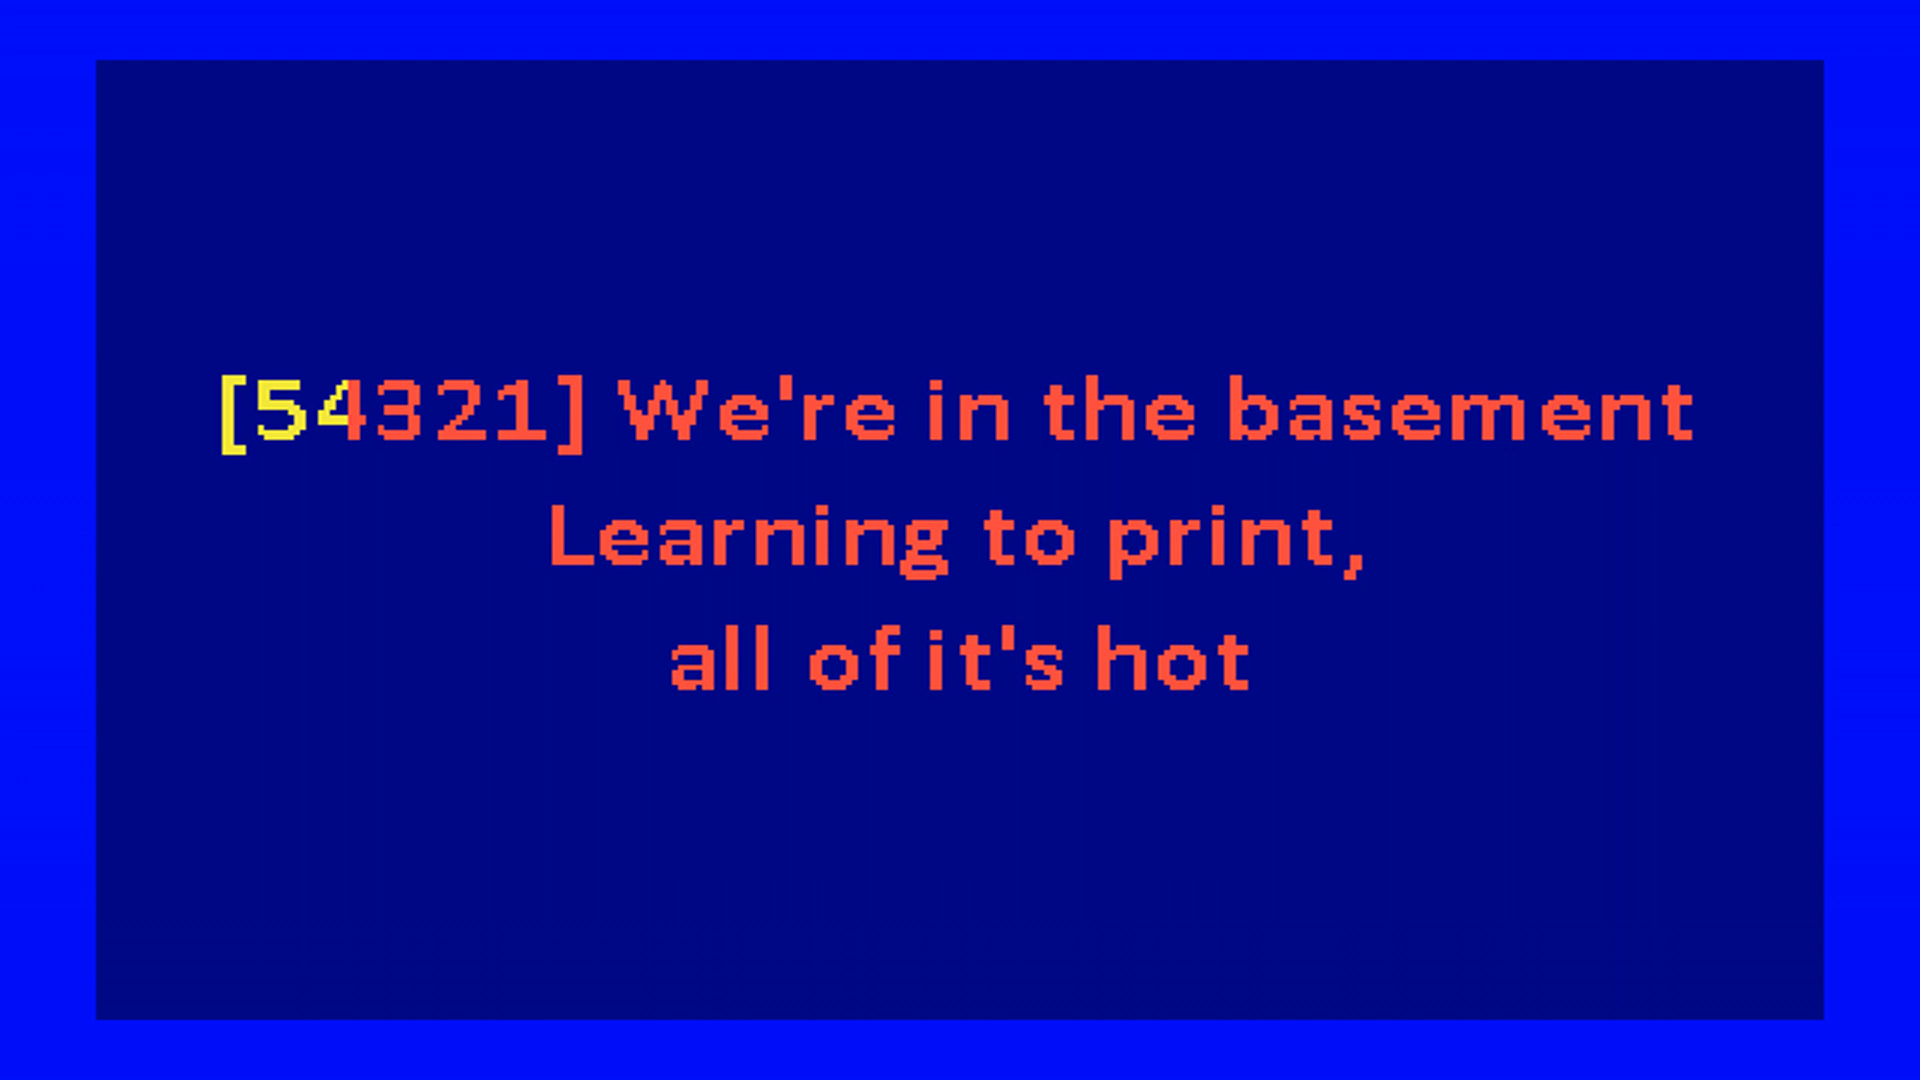 [54321] We're in the basement
Learning to print,
all of it's hot